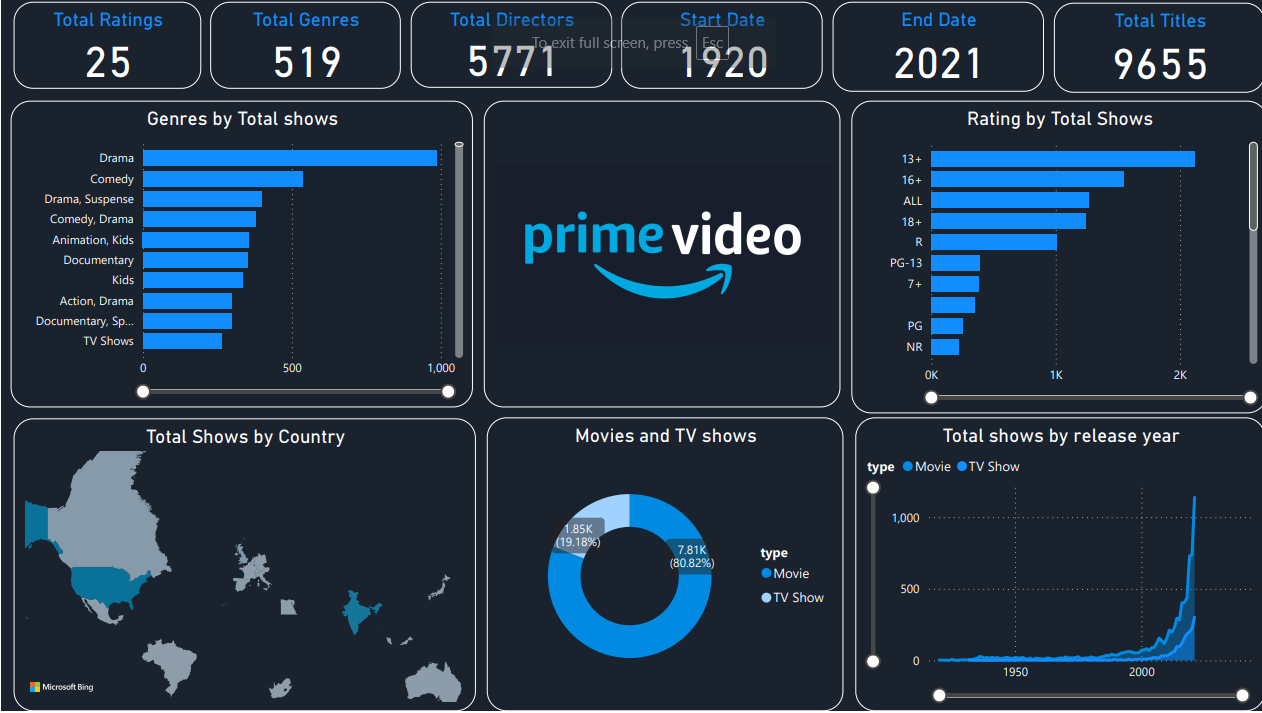 Total Ratings
25
Total Genres
519
Total Directors
5771
Start Date
1920
To exit full screen, press Esc
End Date
2021
Total Titles
9655
Genres by Total shows
Drama
Comedy
Drama, Suspense
Comedy, Drama
Animation, Kids
Documentary
Kids
Action, Drama
Documentary, Sp...
TV Shows
0 500 1,000
prime video
Rating by Total Shows
13+
16+
ALL
18+
R
PG-13
7+
PG
NR
0K 1K 2K
Total Shows by Country
Microsoft Bing
Movies and TV shows
1.85K
(19.18%)
7.81K
(80.82%)
type
Movie
TV Show
Total shows by release year
type Movie TV Show
1,000
500
0
1950 2000